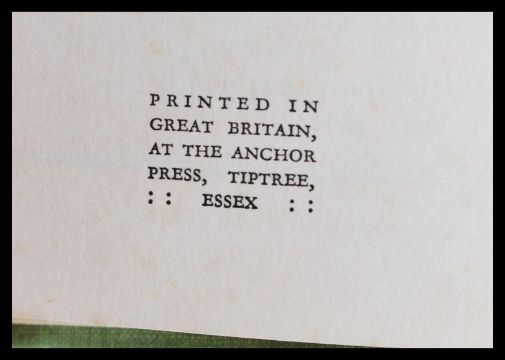 PRINTED IN
GREAT BRITAIN,
AT THE ANCHOR
PRESS, TIPTREE,
: : ESSEX : :